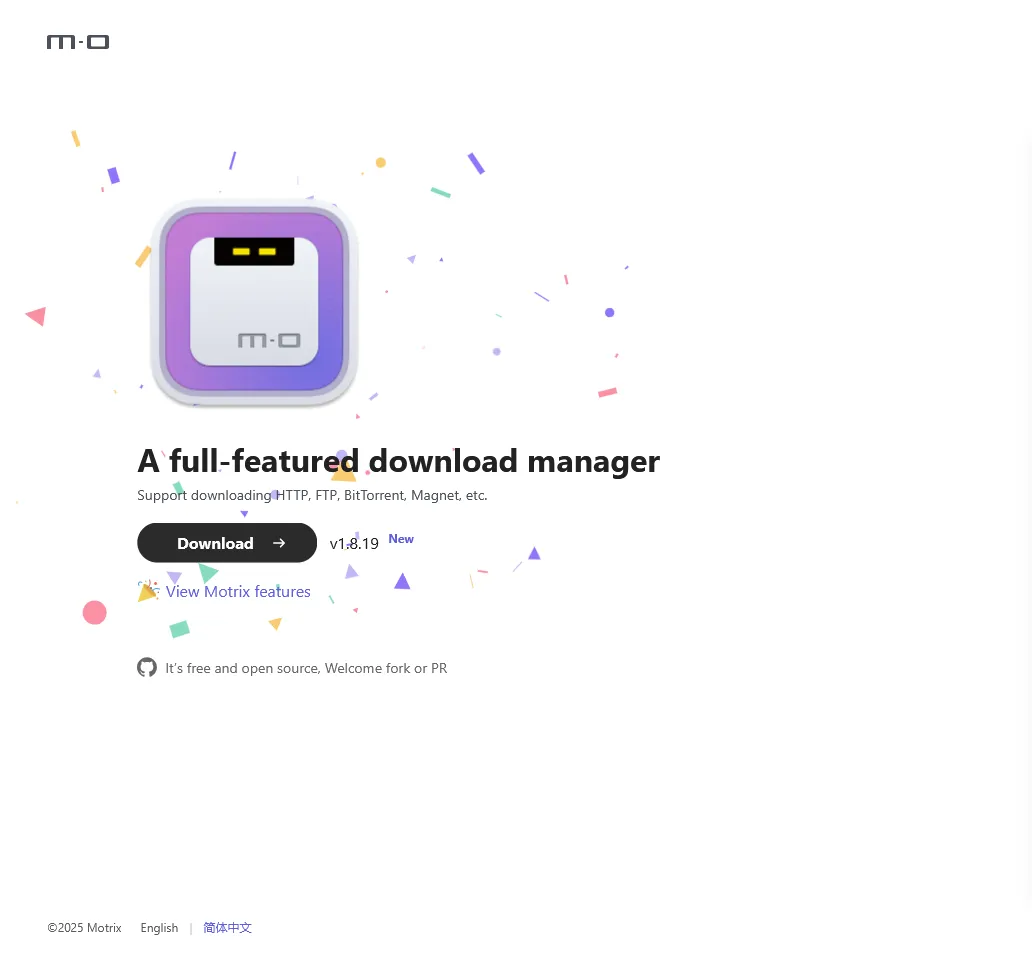 m-o
m-o
A full-featured download manager
Support downloading HTTP, FTP, BitTorrent, Magnet, etc.
Download → v1.8.19 New
View Motrix features
It's free and open source, Welcome fork or PR
©2025 Motrix English | 简体中文